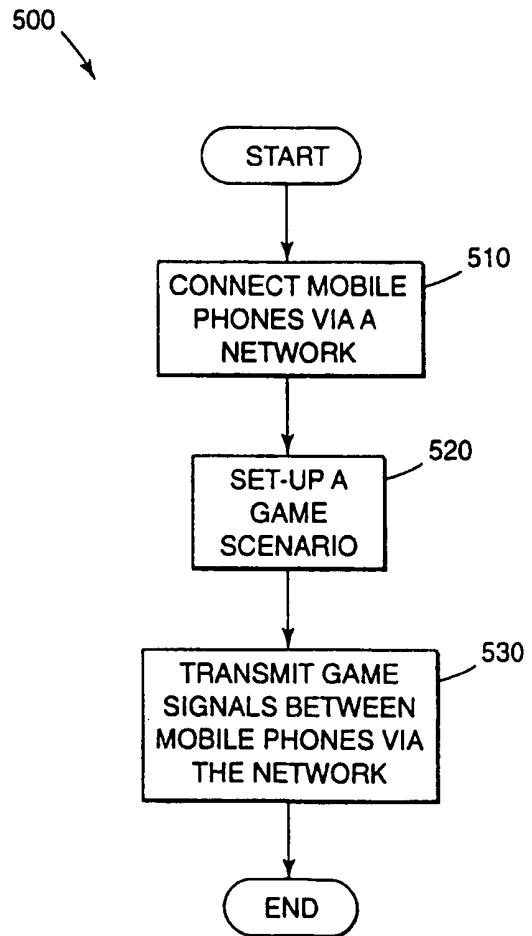 500
START
510
CONNECT MOBILE
PHONES VIA A
NETWORK
520
SET-UP A
GAME
SCENARIO
530
TRANSMIT GAME
SIGNALS BETWEEN
MOBILE PHONES VIA
THE NETWORK
END